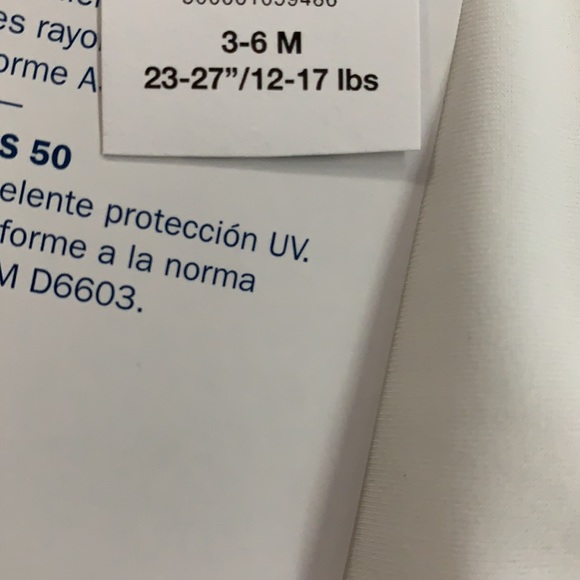 es rayo
orme A
3-6 M
23-27”/12-17 lbs
S 50
elente protección UV.
forme a la norma
M D6603.